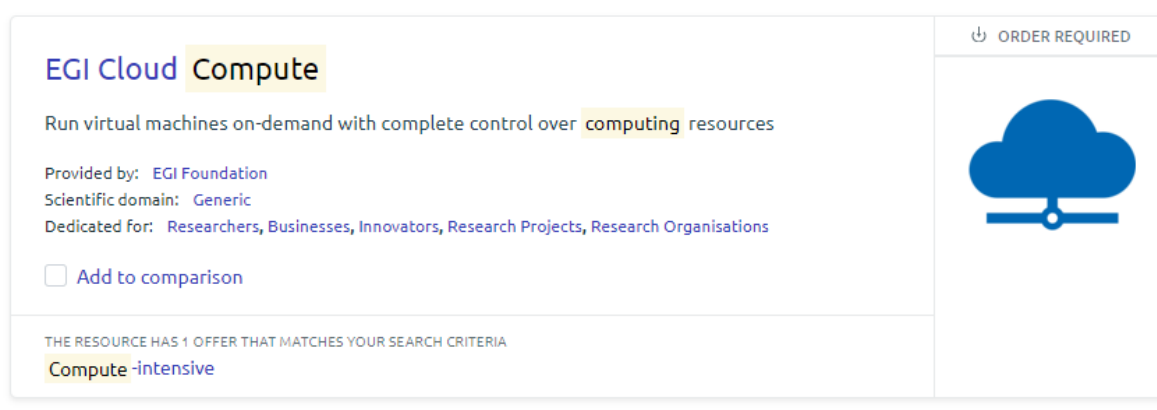 EGI Cloud Compute
ORDER REQUIRED
Run virtual machines on-demand with complete control over computing resources
Provided by: EGI Foundation
Scientific domain: Generic
Dedicated for: Researchers, Businesses, Innovators, Research Projects, Research Organisations
Add to comparison
THE RESOURCE HAS 1 OFFER THAT MATCHES YOUR SEARCH CRITERIA
Compute-intensive